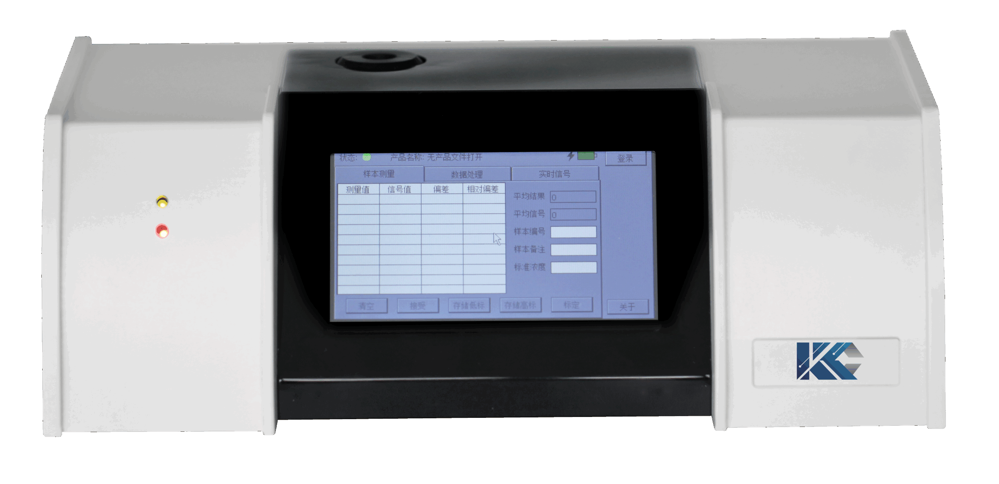 状态: 产品名称: 无产品文件打开 登录
样本测量 数据处理 实时信号
测量值 信号值 偏差 相对偏差
平均结果 0
平均信号 0
样本编号
样本备注
标准浓度
清空 接受 存储低标 存储高标 标定 关于
KC